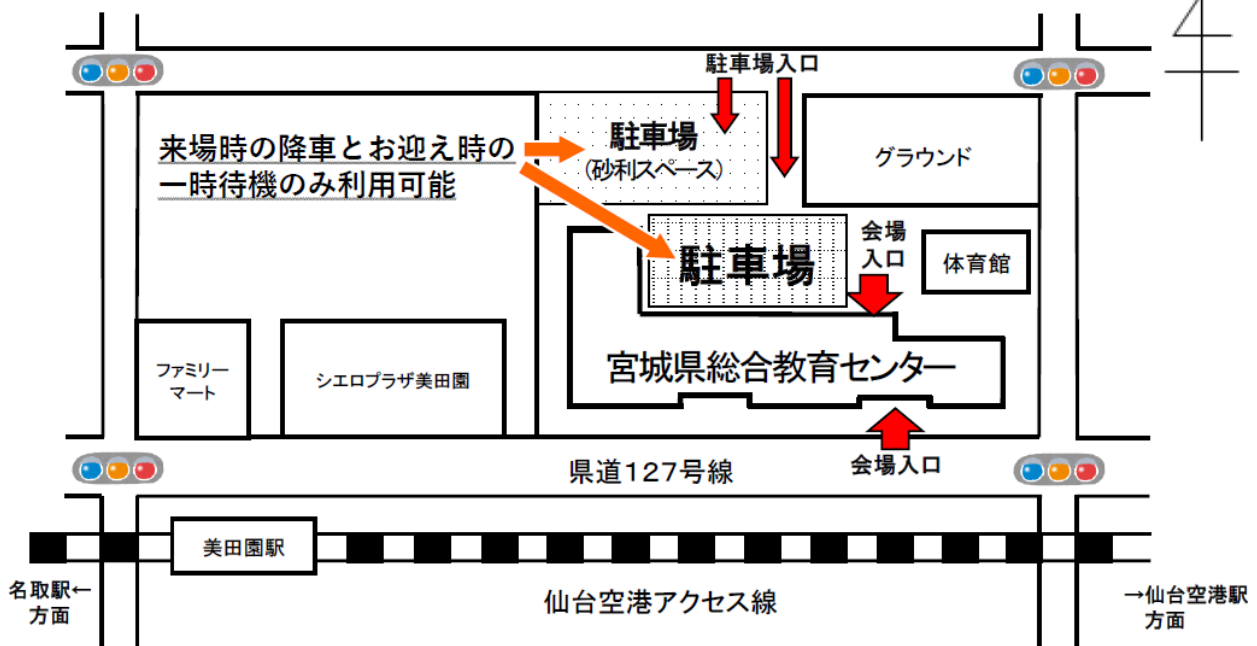 駐車場入口
来場時の降車とお迎え時の
一時待機のみ利用可能
駐車場
(砂利スペース)
グラウンド
会場
入口
駐車場
体育館
ファミリー
マート
シエロプラザ美田園
宮城県総合教育センター
県道127号線
会場入口
美田園駅
名取駅←
方面
仙台空港アクセス線
→仙台空港駅
方面